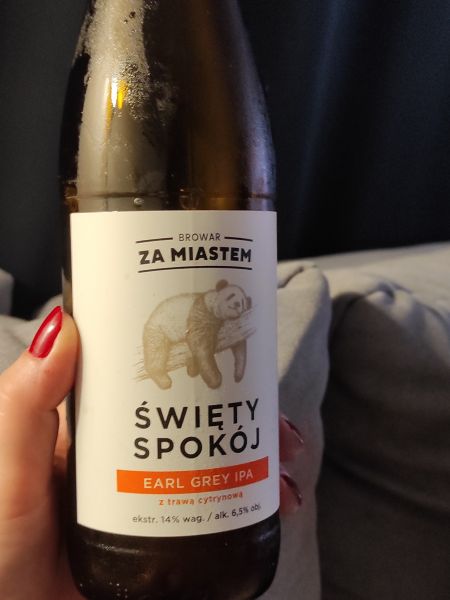 BROWAR
ZA MIASTEM
ŚWIĘTY
SPOKÓJ
EARL GREY IPA
z trawą cytrynową
ekstr. 14% wag. / alk. 6,5% obj.